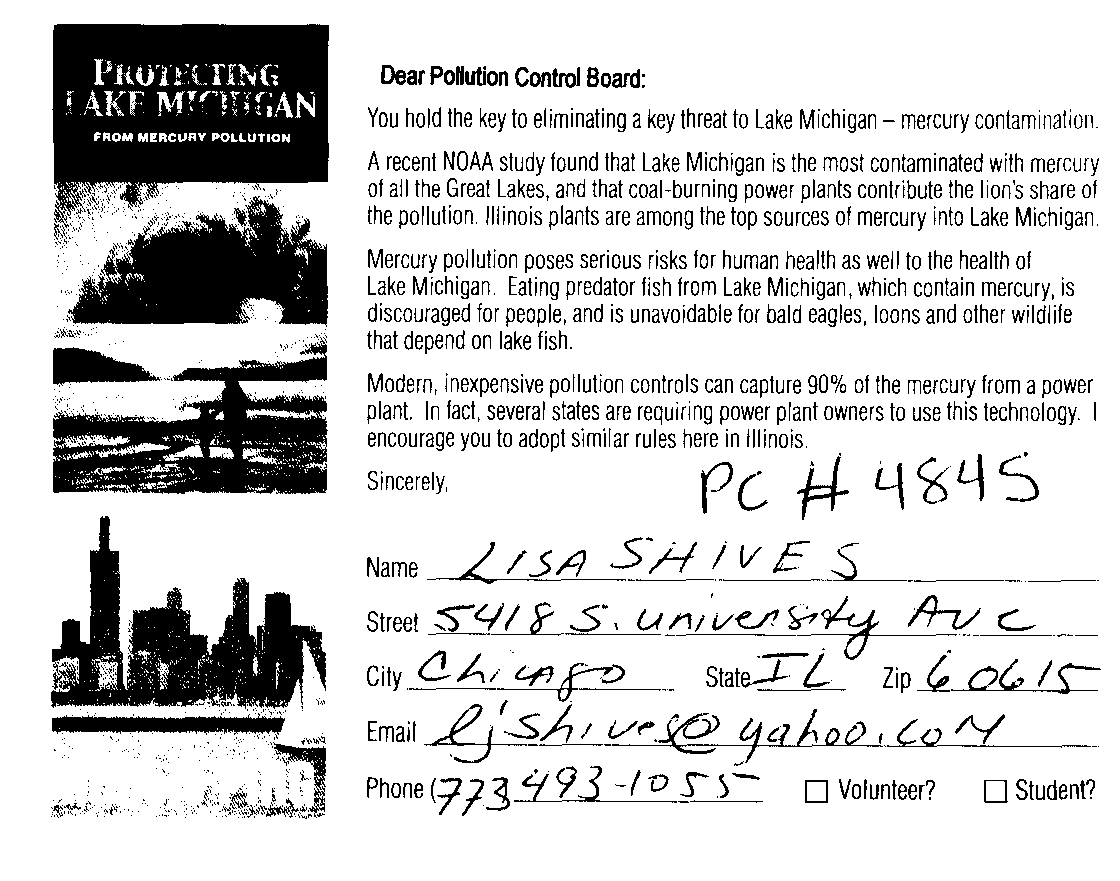 PROTECTING
LAKE MICHIGAN
FROM MERCURY POLLUTION
Dear Pollution Control Board:
You hold the key to eliminating a key threat to Lake Michigan – mercury contamination.
A recent NOAA study found that Lake Michigan is the most contaminated with mercury
of all the Great Lakes, and that coal-burning power plants contribute the lion's share of
the pollution. Illinois plants are among the top sources of mercury into Lake Michigan.
Mercury pollution poses serious risks for human health as well to the health of
Lake Michigan. Eating predator fish from Lake Michigan, which contain mercury, is
discouraged for people, and is unavoidable for bald eagles, loons and other wildlife
that depend on lake fish.
Modern, inexpensive pollution controls can capture 90% of the mercury from a power
plant. In fact, several states are requiring power plant owners to use this technology. I
encourage you to adopt similar rules here in Illinois.
Sincerely,
PC # 4845
Name LISA SHIVES
Street 5418 S. University Ave
City Chicago State IL Zip 60615
Email ljshives@yahoo.com
Phone (773 493-1055 Volunteer? Student?